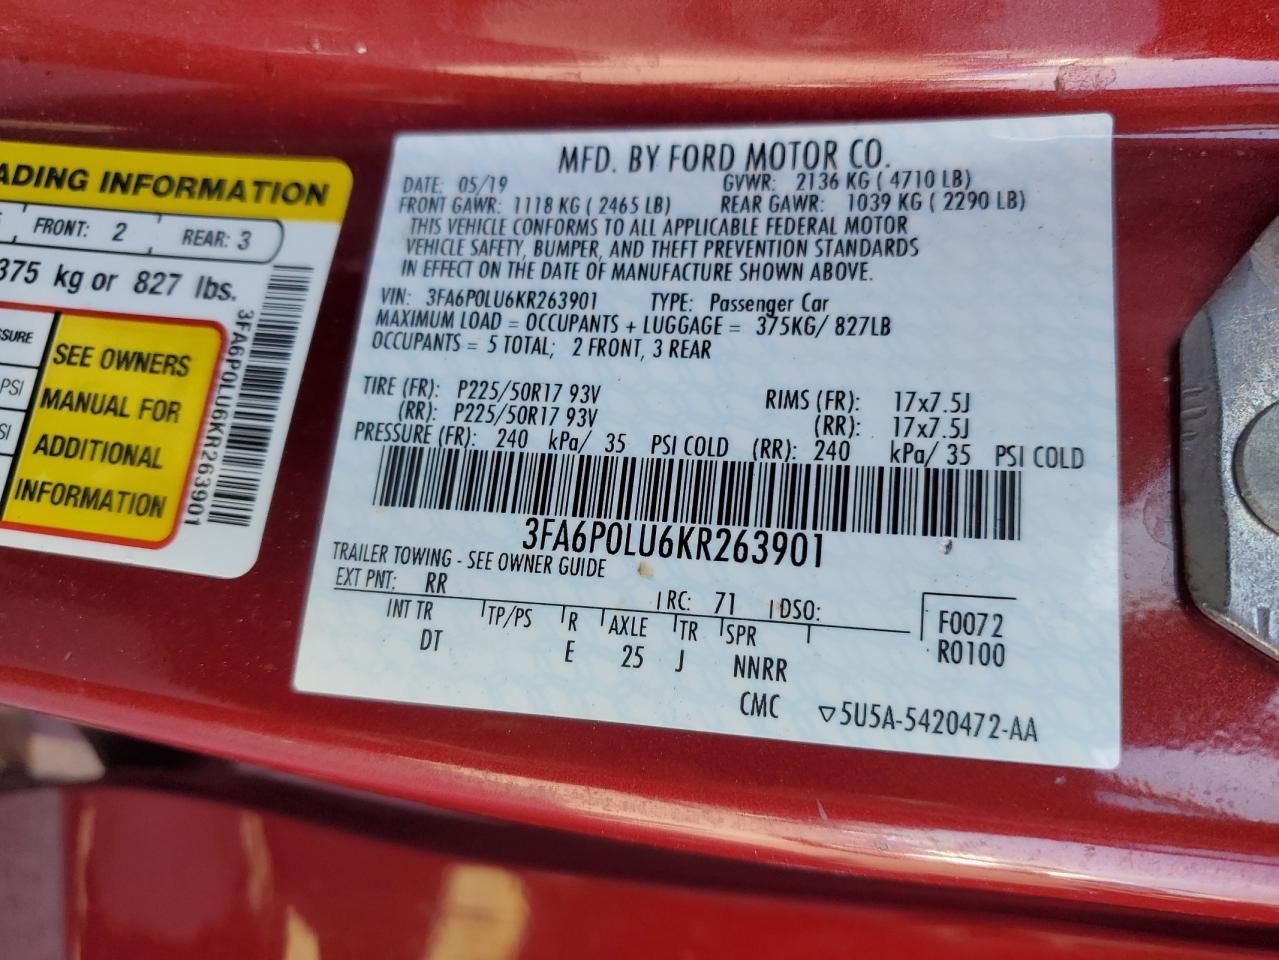 ADING INFORMATION
FRONT: 2 REAR: 3
375 kg or 827 lbs.
SSURE
PSI
SI
SEE OWNERS
MANUAL FOR
ADDITIONAL
INFORMATION
3FA6P0LU6KR263901
MFD. BY FORD MOTOR CO.
DATE: 05/19 GVWR: 2136 KG ( 4710 LB)
FRONT GAWR: 1118 KG ( 2465 LB) REAR GAWR: 1039 KG ( 2290 LB)
THIS VEHICLE CONFORMS TO ALL APPLICABLE FEDERAL MOTOR
VEHICLE SAFETY, BUMPER, AND THEFT PREVENTION STANDARDS
IN EFFECT ON THE DATE OF MANUFACTURE SHOWN ABOVE.
VIN: 3FA6P0LU6KR263901 TYPE: Passenger Car
MAXIMUM LOAD = OCCUPANTS + LUGGAGE = 375KG/ 827LB
OCCUPANTS = 5 TOTAL; 2 FRONT, 3 REAR
TIRE (FR): P225/50R17 93V RIMS (FR): 17x7.5J
(RR): P225/50R17 93V (RR): 17x7.5J
PRESSURE (FR): 240 kPa/ 35 PSI COLD (RR): 240 kPa/ 35 PSI COLD
3FA6P0LU6KR263901
TRAILER TOWING - SEE OWNER GUIDE
EXT PNT: RR RC: 71 DSO:
INT TR TP/PS R AXLE TR SPR F0072
DT E 25 J NNRR R0100
CMC ▽5U5A-5420472-AA